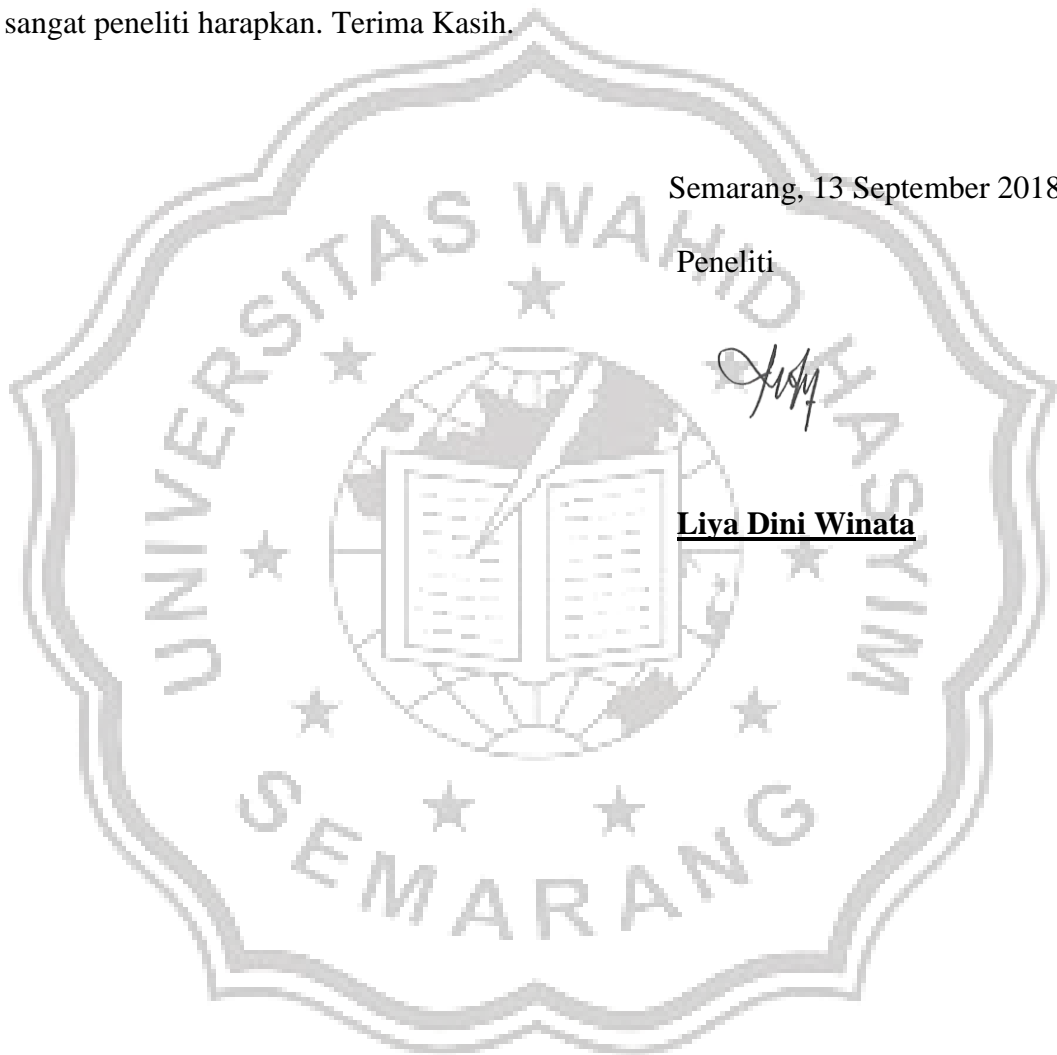 sangat peneliti harapkan. Terima Kasih.
Semarang, 13 September 2018
Peneliti
Liya Dini Winata
UNIVERSITAS WAHID HASYIM
SEMARANG